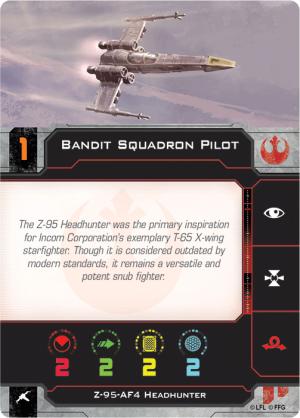 Bandit Squadron Pilot
1
The Z-95 Headhunter was the primary inspiration
for Incom Corporation's exemplary T-65 X-wing
starfighter. Though it is considered outdated by
modern standards, it remains a versatile and
potent snub fighter.
2 2 2 2
Z-95-AF4 Headhunter
©LFL ©FFG